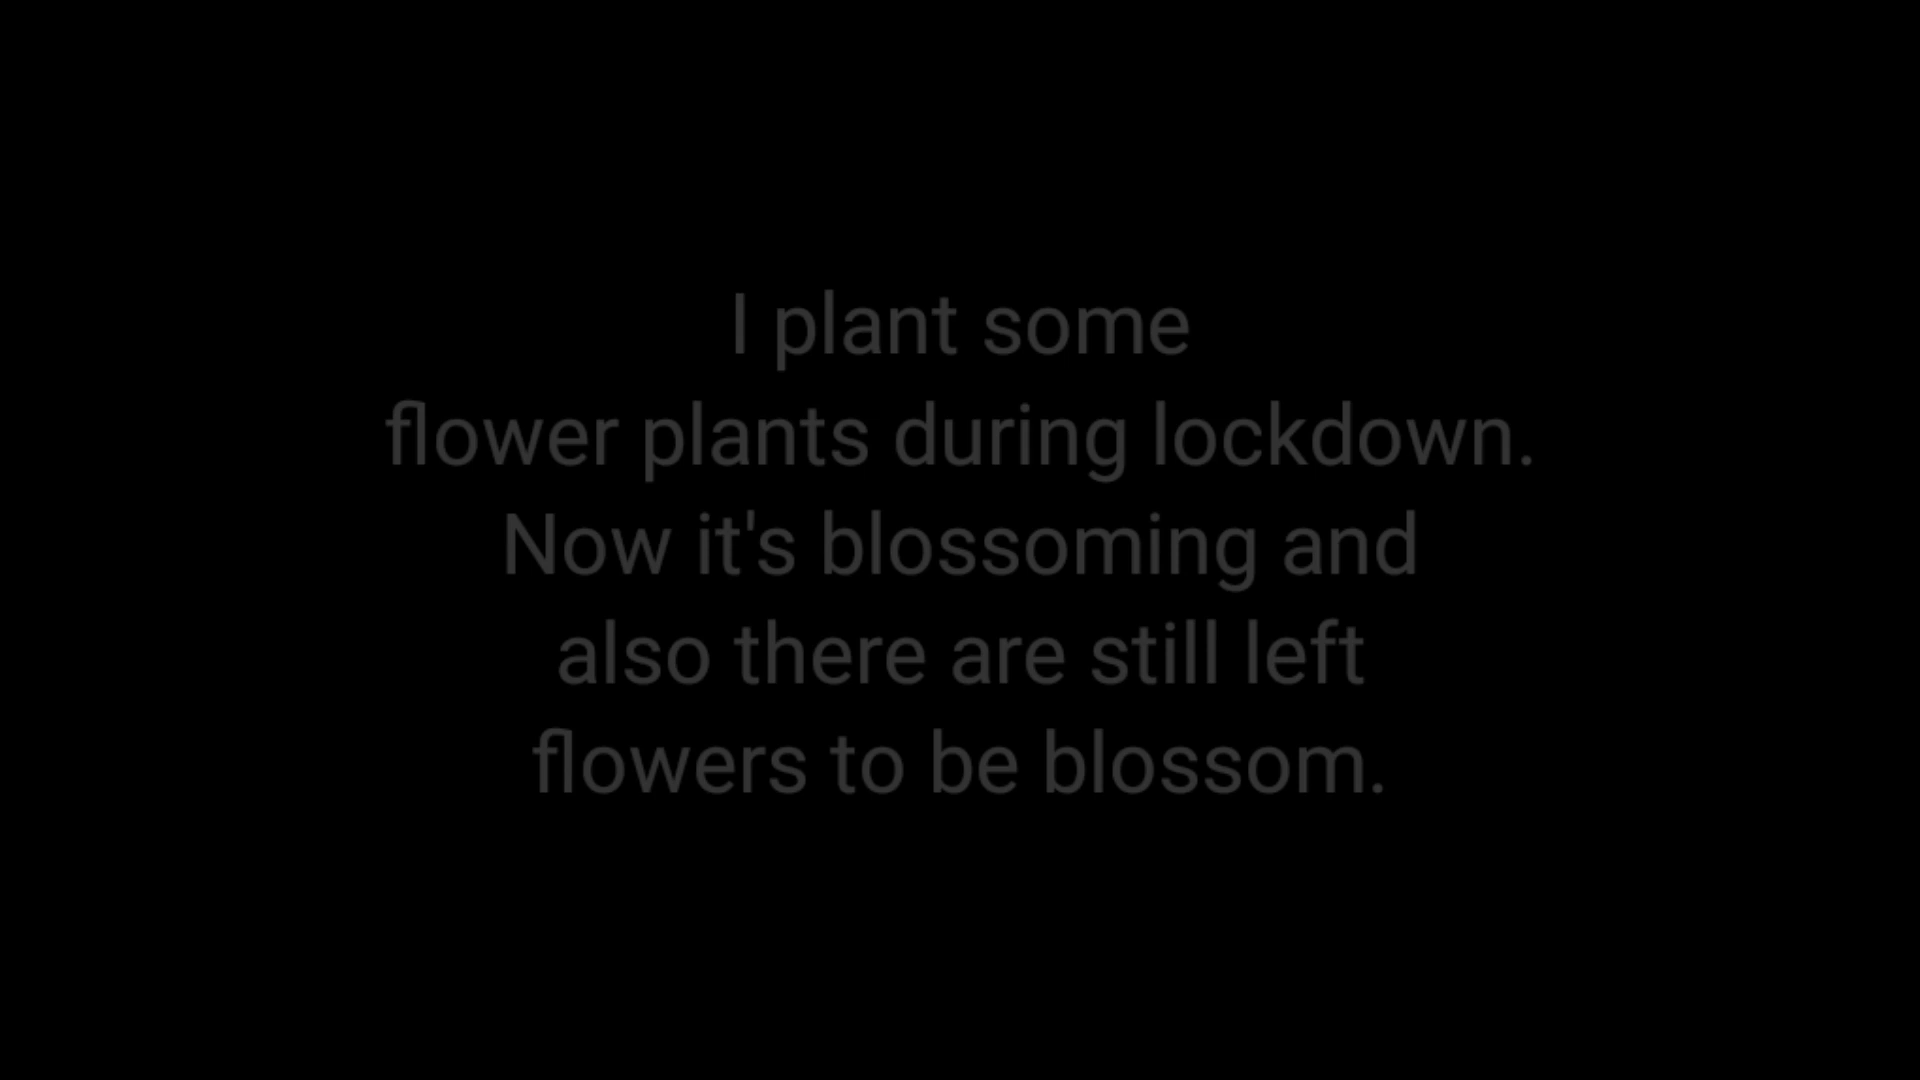 I plant some
flower plants during lockdown.
Now it's blossoming and
also there are still left
flowers to be blossom.